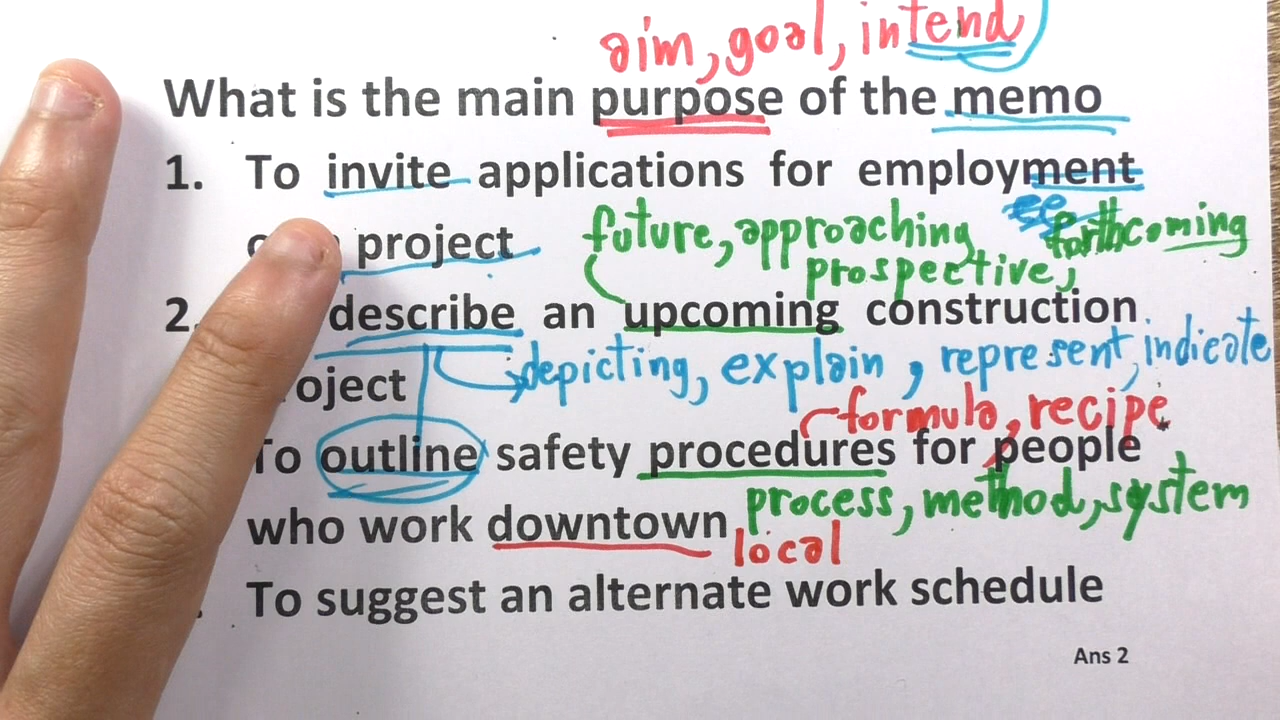 aim, goal, intend
What is the main purpose of the memo
1. To invite applications for employment
project
future, approaching forthcoming
prospective,
2. describe an upcoming construction
depicting, explain, represent, indicate
oject
formula, recipe
To outline safety procedures for people
process, method, system
who work downtown
local
To suggest an alternate work schedule
Ans 2